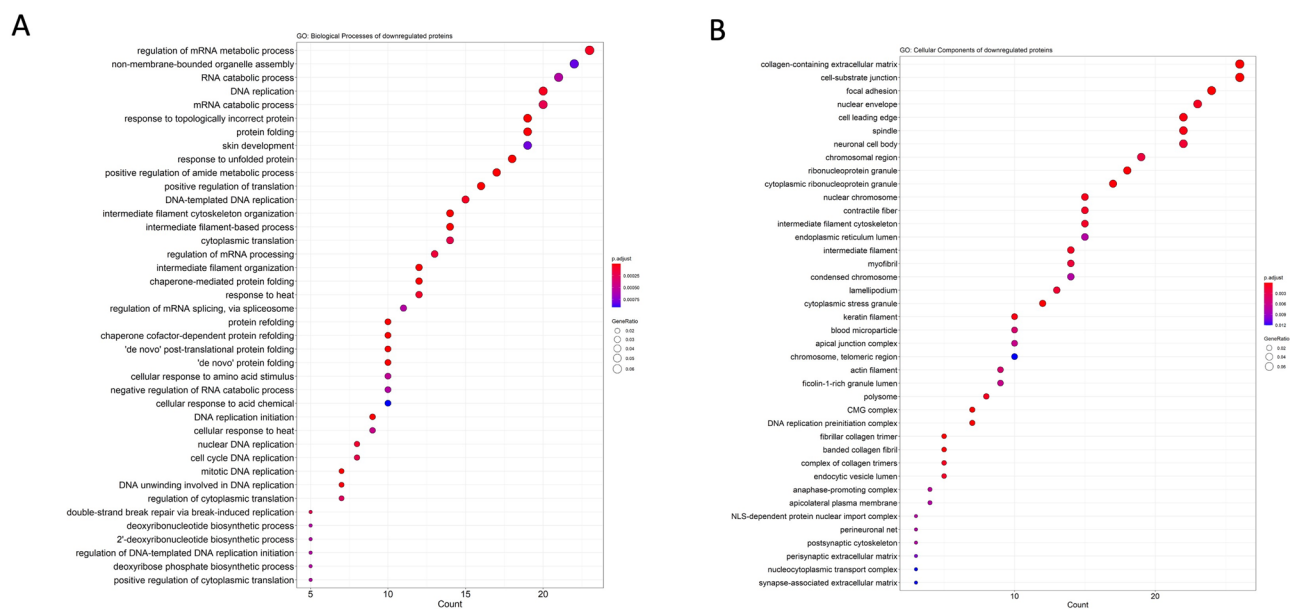 A
GO: Biological Processes of downregulated proteins
regulation of mRNA metabolic process
non-membrane-bounded organelle assembly
RNA catabolic process
DNA replication
mRNA catabolic process
response to topologically incorrect protein
protein folding
skin development
response to unfolded protein
positive regulation of amide metabolic process
positive regulation of translation
DNA-templated DNA replication
intermediate filament cytoskeleton organization
intermediate filament-based process
cytoplasmic translation
regulation of mRNA processing
intermediate filament organization
chaperone-mediated protein folding
response to heat
regulation of mRNA splicing, via spliceosome
protein refolding
chaperone cofactor-dependent protein refolding
'de novo' post-translational protein folding
'de novo' protein folding
cellular response to amino acid stimulus
negative regulation of RNA catabolic process
cellular response to acid chemical
DNA replication initiation
cellular response to heat
nuclear DNA replication
cell cycle DNA replication
mitotic DNA replication
DNA unwinding involved in DNA replication
regulation of cytoplasmic translation
double-strand break repair via break-induced replication
deoxyribonucleotide biosynthetic process
2'-deoxyribonucleotide biosynthetic process
regulation of DNA-templated DNA replication initiation
deoxyribose phosphate biosynthetic process
positive regulation of cytoplasmic translation
5 10 15 20
Count
p.adjust
0.00025
0.00050
0.00075
GeneRatio
0.02
0.03
0.04
0.05
0.06
B
GO: Cellular Components of downregulated proteins
collagen-containing extracellular matrix
cell-substrate junction
focal adhesion
nuclear envelope
cell leading edge
spindle
neuronal cell body
chromosomal region
ribonucleoprotein granule
cytoplasmic ribonucleoprotein granule
nuclear chromosome
contractile fiber
intermediate filament cytoskeleton
endoplasmic reticulum lumen
intermediate filament
myofibril
condensed chromosome
lamellipodium
cytoplasmic stress granule
keratin filament
blood microparticle
apical junction complex
chromosome, telomeric region
actin filament
ficolin-1-rich granule lumen
polysome
CMG complex
DNA replication preinitiation complex
fibrillar collagen trimer
banded collagen fibril
complex of collagen trimers
endocytic vesicle lumen
anaphase-promoting complex
apicolateral plasma membrane
NLS-dependent protein nuclear import complex
perineuronal net
postsynaptic cytoskeleton
perisynaptic extracellular matrix
nucleocytoplasmic transport complex
synapse-associated extracellular matrix
10 20
Count
p.adjust
0.003
0.006
0.009
0.012
GeneRatio
0.02
0.04
0.06